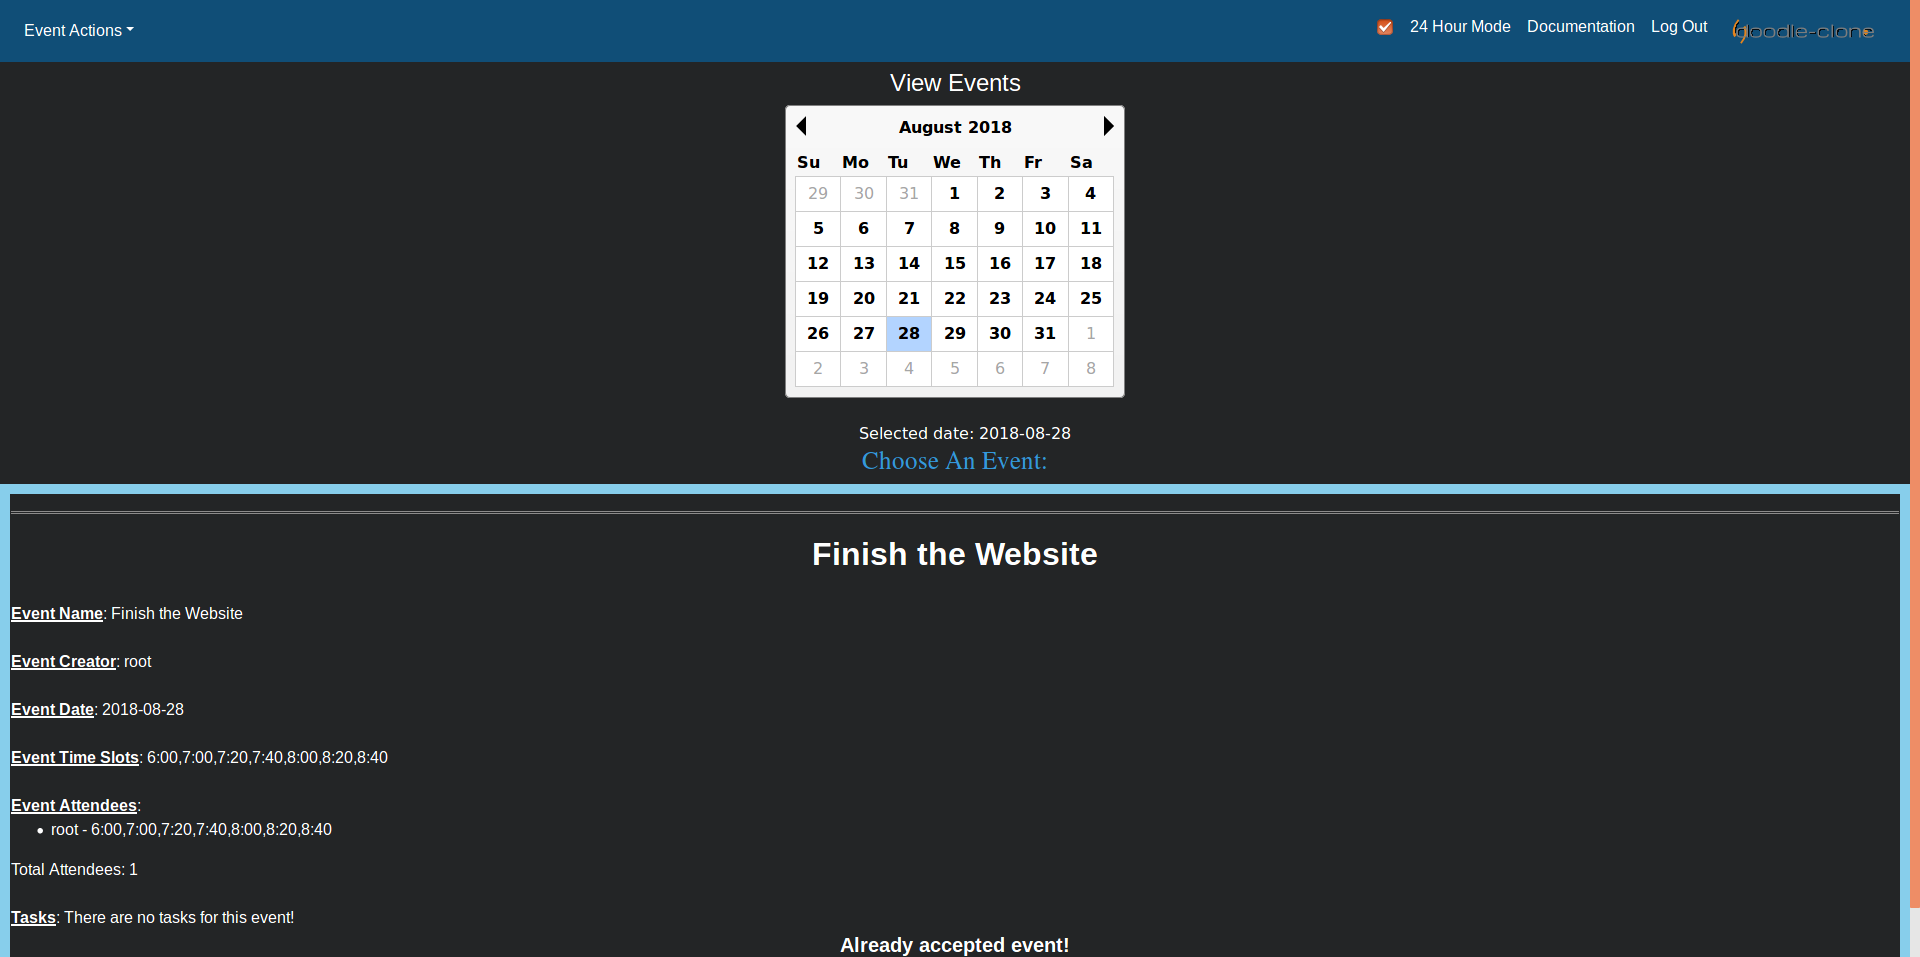 Event Actions
24 Hour Mode Documentation Log Out doodle-clone
View Events
August 2018
Su Mo Tu We Th Fr Sa
29 30 31 1 2 3 4
5 6 7 8 9 10 11
12 13 14 15 16 17 18
19 20 21 22 23 24 25
26 27 28 29 30 31 1
2 3 4 5 6 7 8
Selected date: 2018-08-28
Choose An Event:
Finish the Website
Event Name: Finish the Website
Event Creator: root
Event Date: 2018-08-28
Event Time Slots: 6:00,7:00,7:20,7:40,8:00,8:20,8:40
Event Attendees:
• root - 6:00,7:00,7:20,7:40,8:00,8:20,8:40
Total Attendees: 1
Tasks: There are no tasks for this event!
Already accepted event!